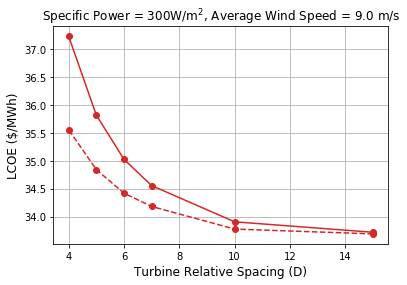 Specific Power = 300W/m², Average Wind Speed = 9.0 m/s
LCOE ($/MWh)
37.0
36.5
36.0
35.5
35.0
34.5
34.0
4 6 8 10 12 14
Turbine Relative Spacing (D)